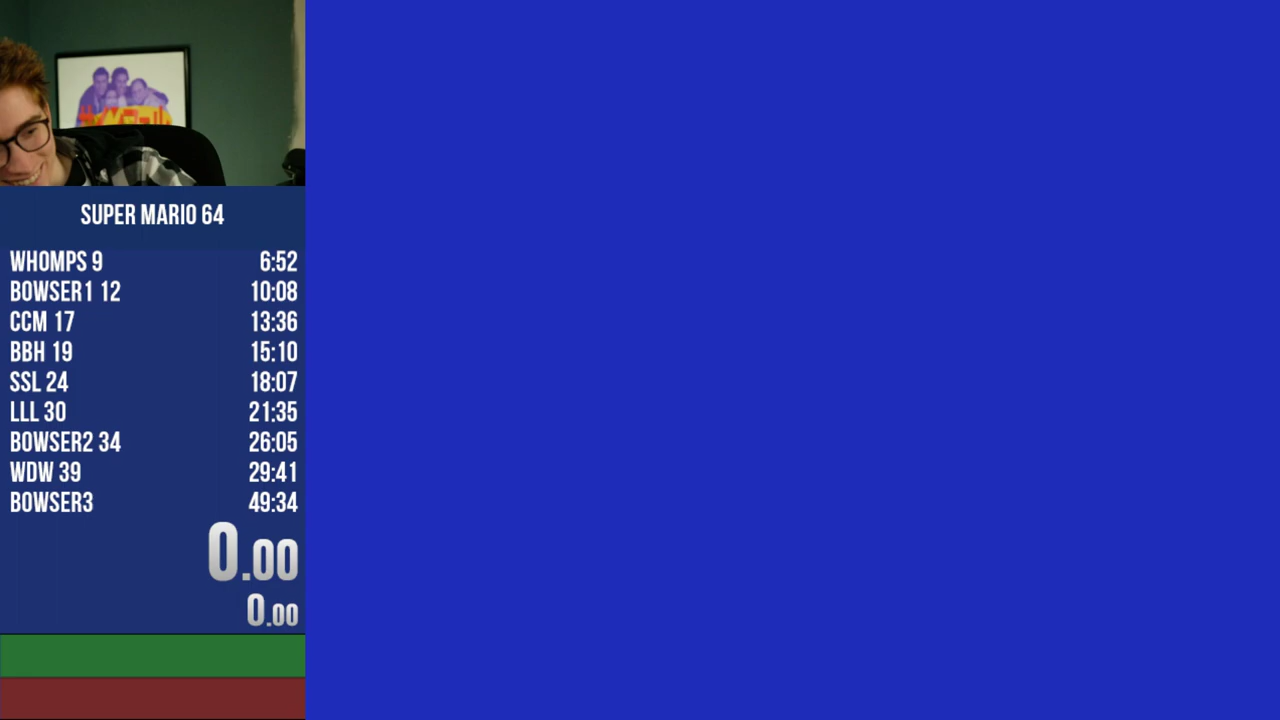 SUPER MARIO 64
WHOMPS 9 6:52
BOWSER1 12 10:08
CCM 17 13:36
BBH 19 15:10
SSL 24 18:07
LLL 30 21:35
BOWSER2 34 26:05
WDW 39 29:41
BOWSER3 49:34
0.00
0.00